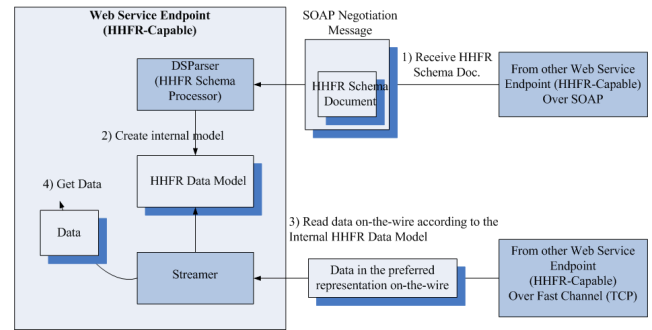 Web Service Endpoint
(HHFR-Capable)
SOAP Negotiation
Message
DSParser
(HHFR Schema
Processor)
HHFR Schema
Document
1) Receive HHFR
Schema Doc.
From other Web Service
Endpoint (HHFR-Capable)
Over SOAP
2) Create internal model
HHFR Data Model
4) Get Data
Data
3) Read data on-the-wire according to the
Internal HHFR Data Model
Streamer
Data in the preferred
representation on-the-wire
From other Web Service
Endpoint
(HHFR-Capable)
Over Fast Channel (TCP)